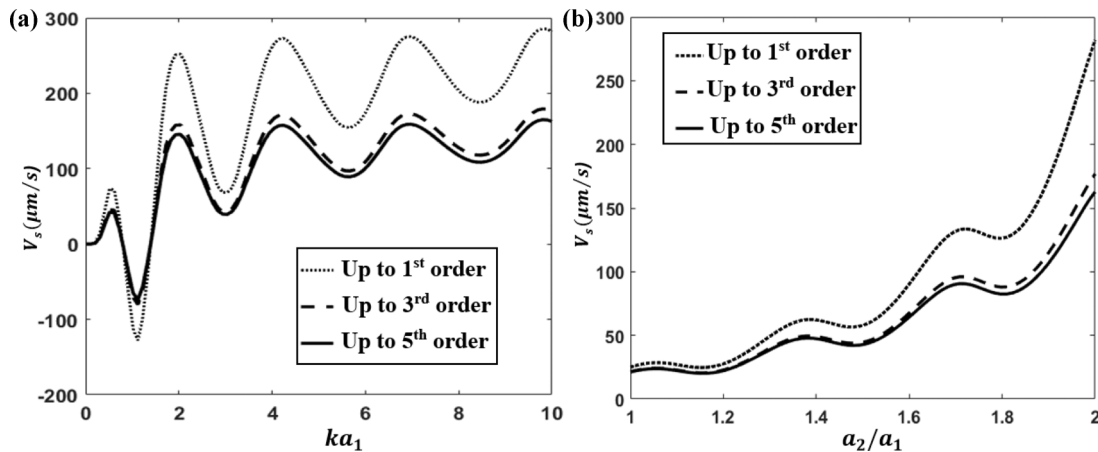 (a)
300
200
100
0
-100
-200
V_s(μm/s)
Up to 1st order
Up to 3rd order
Up to 5th order
0 2 4 6 8 10
ka₁
(b)
300
250
200
150
100
50
0
V_s(μm/s)
Up to 1st order
Up to 3rd order
Up to 5th order
1 1.2 1.4 1.6 1.8 2
a₂/a₁